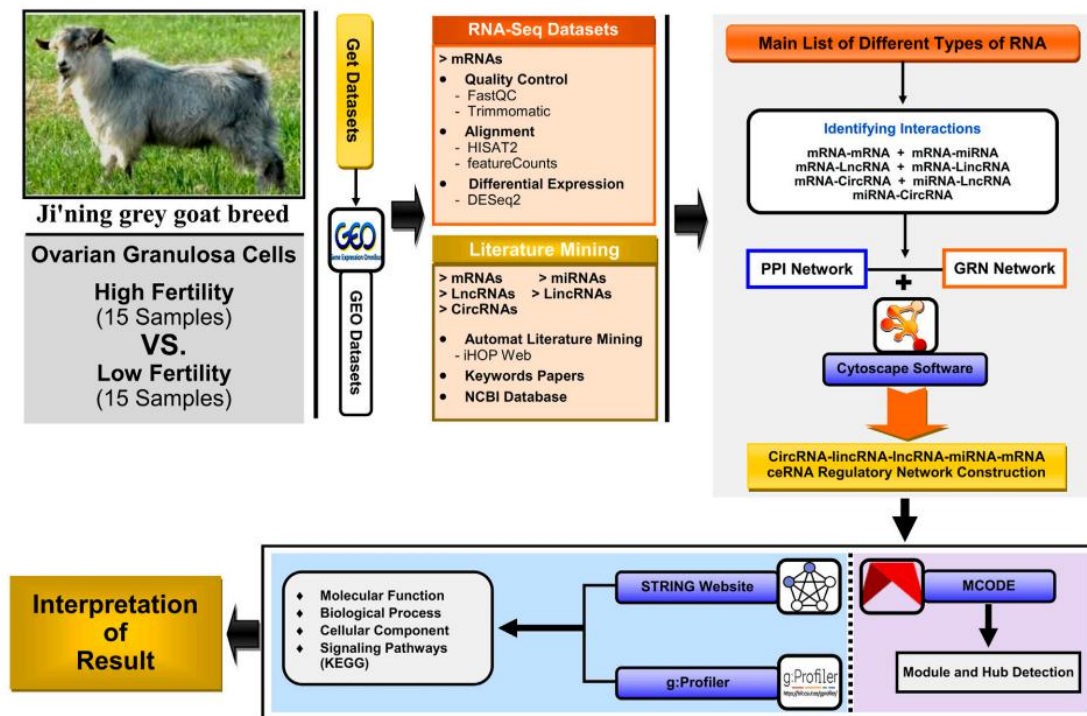 Ji'ning grey goat breed
Ovarian Granulosa Cells
High Fertility
(15 Samples)
VS.
Low Fertility
(15 Samples)
Get Datasets
GEO
Gene Expression Omnibus
GEO Datasets
RNA-Seq Datasets
> mRNAs
● Quality Control
- FastQC
- Trimmomatic
● Alignment
- HISAT2
- featureCounts
● Differential Expression
- DESeq2
Literature Mining
> mRNAs > miRNAs
> LncRNAs > LincRNAs
> CircRNAs
● Automat Literature Mining
- iHOP Web
● Keywords Papers
● NCBI Database
Main List of Different Types of RNA
Identifying Interactions
mRNA-mRNA + mRNA-miRNA
mRNA-LncRNA + mRNA-LincRNA
mRNA-CircRNA + miRNA-LncRNA
miRNA-CircRNA
PPI Network
+
GRN Network
Cytoscape Software
CircRNA-lincRNA-lncRNA-miRNA-mRNA
ceRNA Regulatory Network Construction
STRING Website
g:Profiler
g:Profiler
MCODE
Module and Hub Detection
♦ Molecular Function
♦ Biological Process
♦ Cellular Component
♦ Signaling Pathways
(KEGG)
Interpretation
of
Result